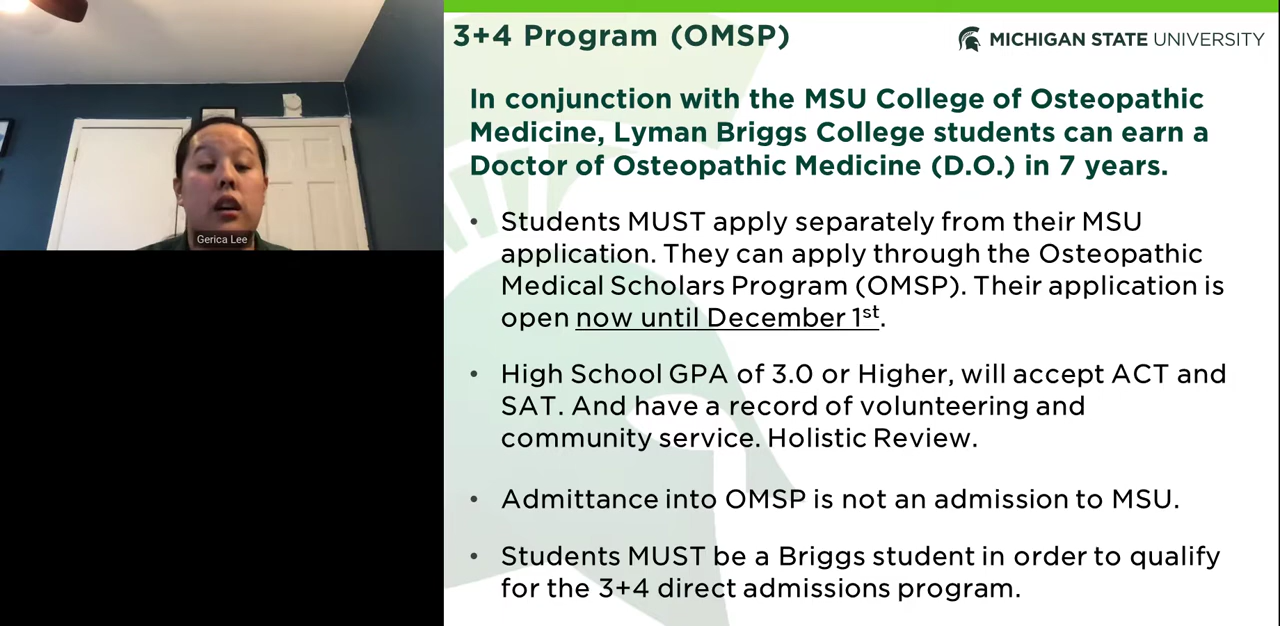 3+4 Program (OMSP)
MICHIGAN STATE UNIVERSITY
In conjunction with the MSU College of Osteopathic
Medicine, Lyman Briggs College students can earn a
Doctor of Osteopathic Medicine (D.O.) in 7 years.
• Students MUST apply separately from their MSU
application. They can apply through the Osteopathic
Medical Scholars Program (OMSP). Their application is
open now until December 1st.
• High School GPA of 3.0 or Higher, will accept ACT and
SAT. And have a record of volunteering and
community service. Holistic Review.
• Admittance into OMSP is not an admission to MSU.
• Students MUST be a Briggs student in order to qualify
for the 3+4 direct admissions program.
Gerica Lee